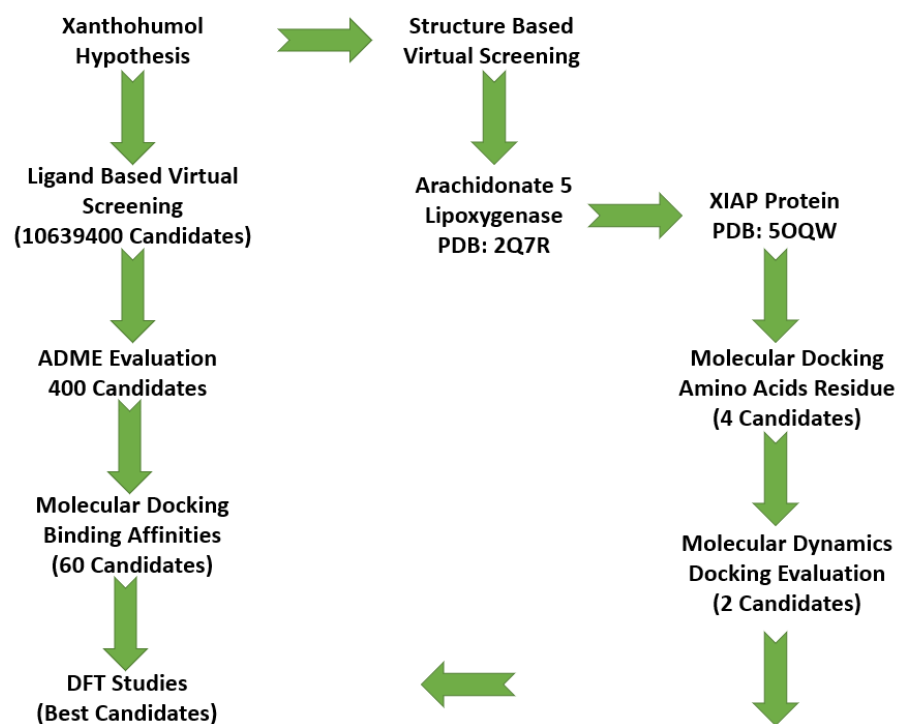 Xanthohumol
Hypothesis
Structure Based
Virtual Screening
Ligand Based Virtual
Screening
(10639400 Candidates)
Arachidonate 5
Lipoxygenase
PDB: 2Q7R
XIAP Protein
PDB: 5OQW
ADME Evaluation
400 Candidates
Molecular Docking
Amino Acids Residue
(4 Candidates)
Molecular Docking
Binding Affinities
(60 Candidates)
Molecular Dynamics
Docking Evaluation
(2 Candidates)
DFT Studies
(Best Candidates)